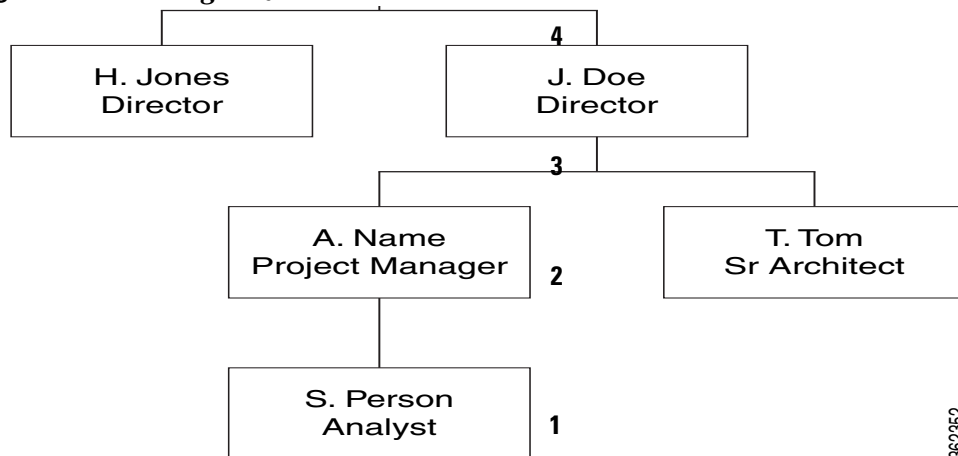 4
H. Jones
Director
J. Doe
Director
3
A. Name
Project Manager
2
T. Tom
Sr Architect
S. Person
Analyst
1